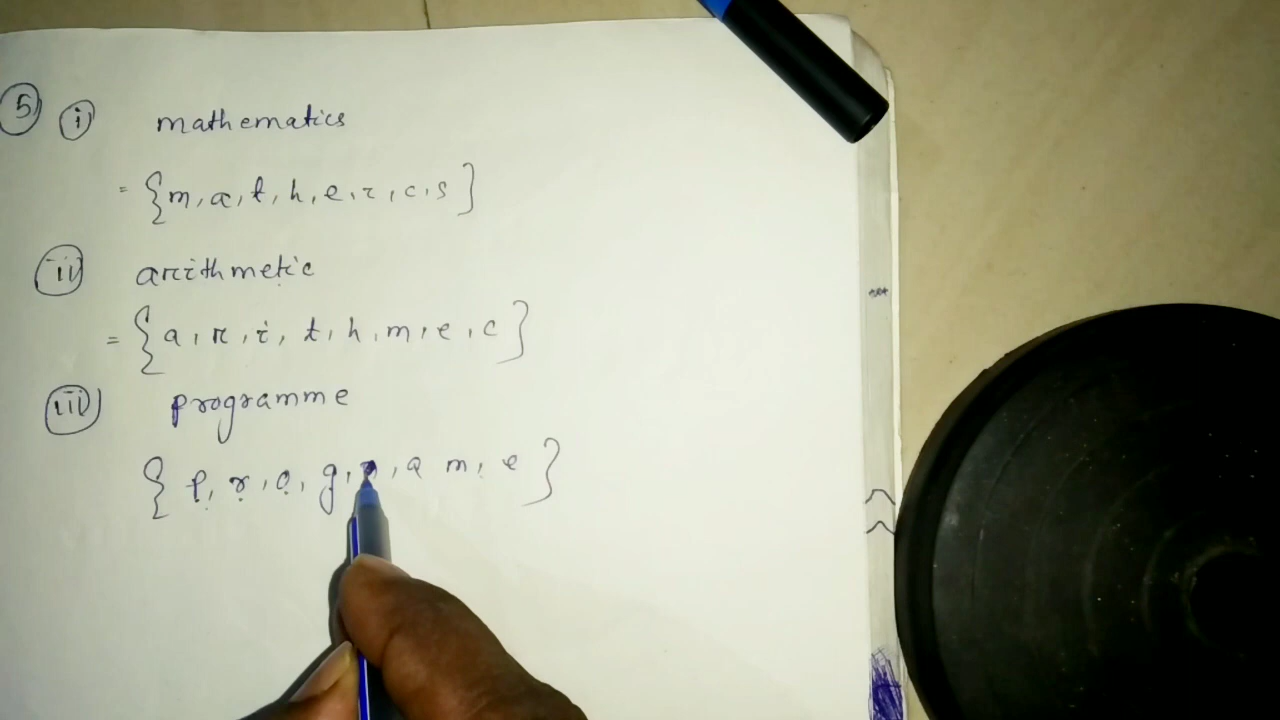 5 i mathematics
= {m, a, t, h, e, i, c, s}
ii arithmetic
= {a, r, i, t, h, m, e, c}
iii programme
{ p, r, o, g, , a m, e }